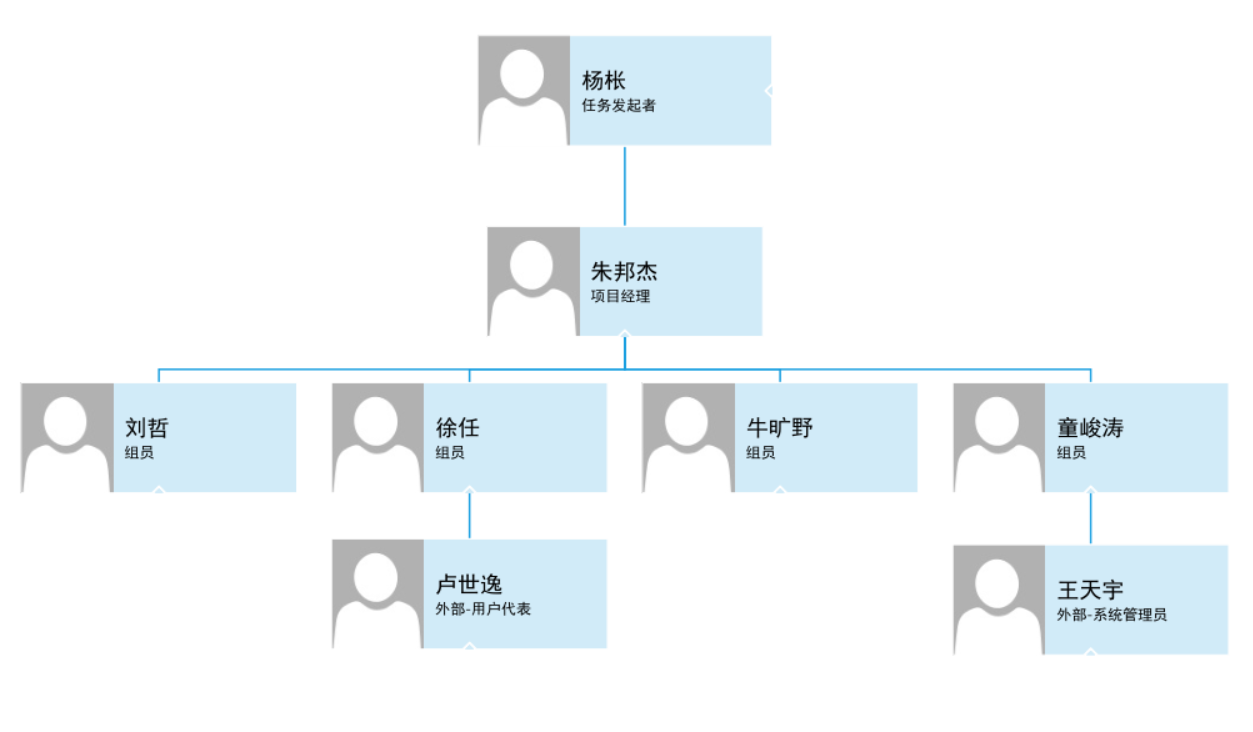 杨枨
任务发起者
朱邦杰
项目经理
刘哲
组员
徐任
组员
牛旷野
组员
童峻涛
组员
卢世逸
外部-用户代表
王天宇
外部-系统管理员